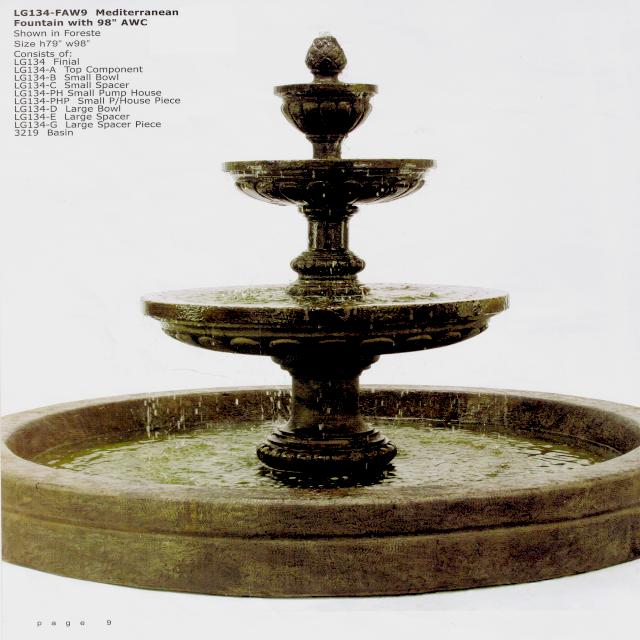 LG134-FAW9 Mediterranean
Fountain with 98" AWC
Shown in Foreste
Size h79" w98"
Consists of:
LG134 Finial
LG134-A Top Component
LG134-B Small Bowl
LG134-C Small Spacer
LG134-PH Small Pump House
LG134-PHP Small P/House Piece
LG134-D Large Bowl
LG134-E Large Spacer
LG134-G Large Spacer Piece
3219 Basin
page 9